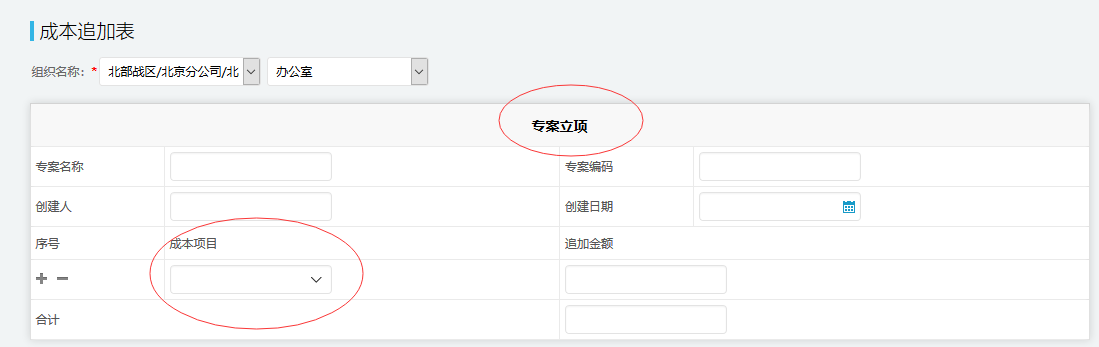 成本追加表
组织名称: * 北部战区/北京分公司/北 办公室
专案立项
专案名称 专案编码
创建人 创建日期
序号 成本项目 追加金额
合计